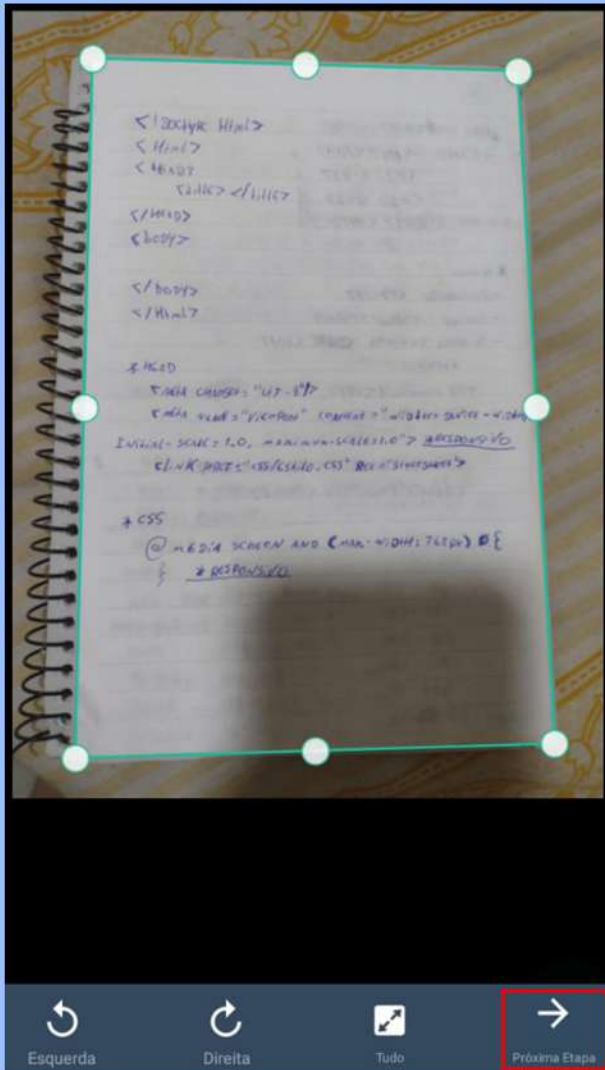 <!Doctype Html>
<Html>
<HEAD>
<title></title>
</HEAD>
<body>
</body>
</Html>
* HEAD
<meta charset="UTF-8"/>
<meta name="viewport" content="width=device-width,
Initial-scale=1.0, maximum-scale=1.0"> *RESPONSIVO
<LINK href="css/estilo.css" rel="stylesheet">
* CSS
@media screen and (max-width:768px) {
} * RESPONSIVO
Esquerda
Direita
Tudo
Próxima Etapa